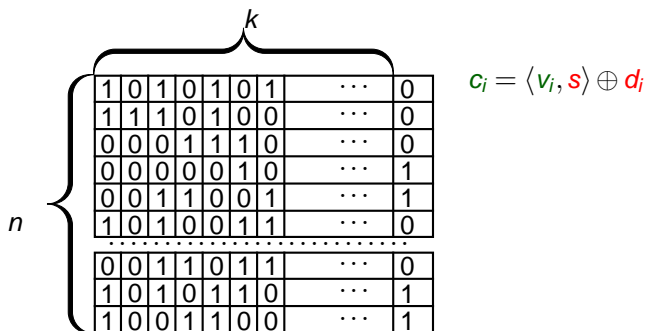 k
c_i = ⟨v_i, s⟩ ⊕ d_i
1 0 1 0 1 0 1 ··· 0
1 1 1 0 1 0 0 ··· 0
0 0 0 1 1 1 0 ··· 0
0 0 0 0 0 1 0 ··· 1
0 0 1 1 0 0 1 ··· 1
n
1 0 1 0 0 1 1 ··· 0
0 0 1 1 0 1 1 ··· 0
1 0 1 0 1 1 0 ··· 1
1 0 0 1 1 0 0 ··· 1